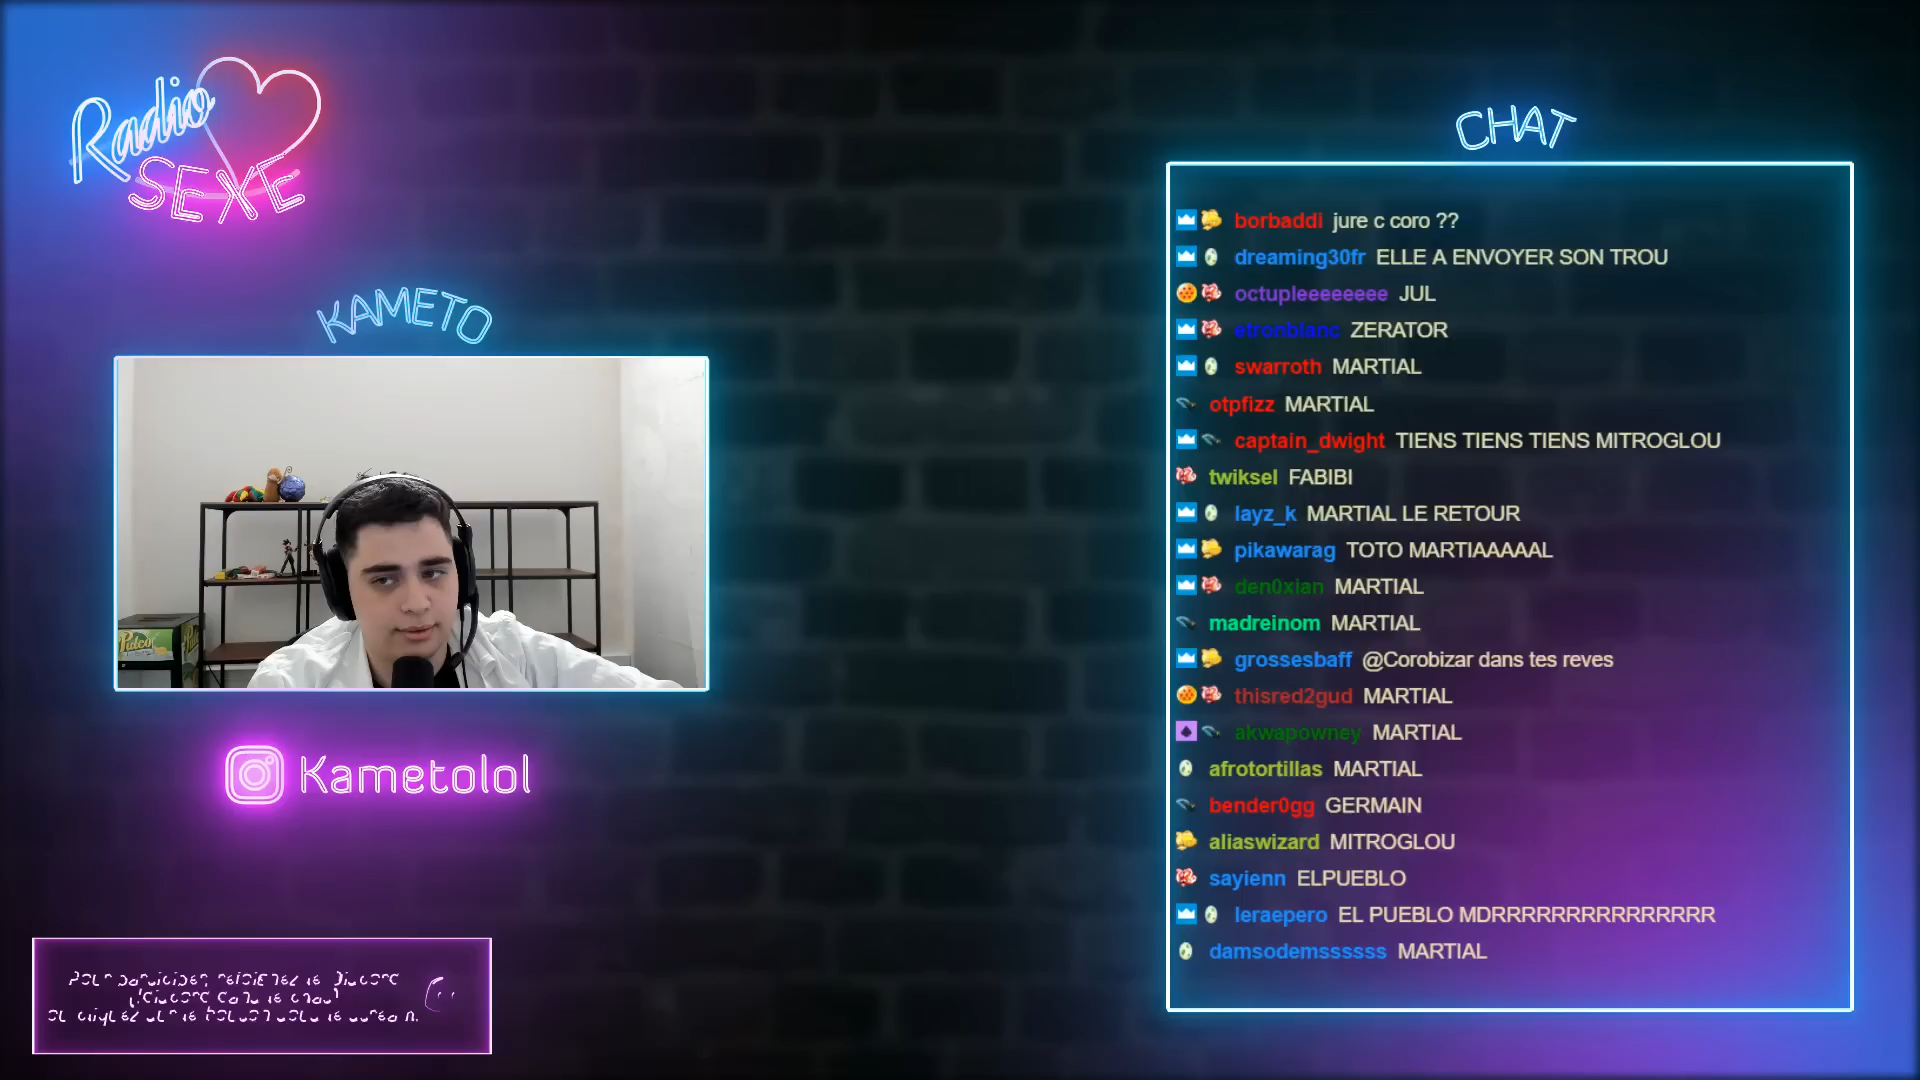 Radio
SEXE
CHAT
KAMETO
borbaddi jure c coro ??
dreaming30fr ELLE A ENVOYER SON TROU
octupleeeeeeee JUL
etronblanc ZERATOR
swarroth MARTIAL
otpfizz MARTIAL
captain_dwight TIENS TIENS TIENS MITROGLOU
twiksel FABIBI
layz_k MARTIAL LE RETOUR
pikawarag TOTO MARTIAAAAAL
den0xian MARTIAL
madreinom MARTIAL
grossesbaff @Corobizar dans tes reves
thisred2gud MARTIAL
akwapowney MARTIAL
afrotortillas MARTIAL
bender0gg GERMAIN
aliaswizard MITROGLOU
sayienn ELPUEBLO
leraepero EL PUEBLO MDRRRRRRRRRRRRRRR
damsodemssssss MARTIAL
Pulco
Kametolol